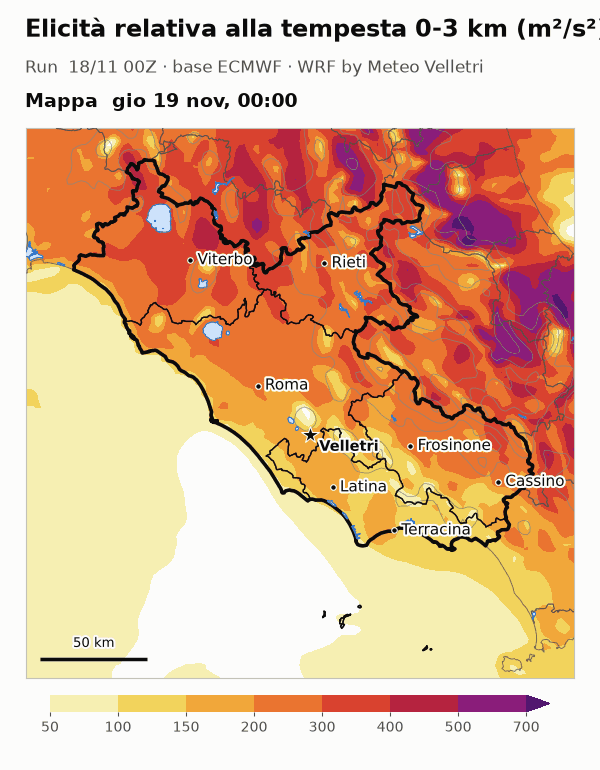 Elicità relativa alla tempesta 0-3 km (m²/s²)
Run 18/11 00Z · base ECMWF · WRF by Meteo Velletri
Mappa gio 19 nov, 00:00
Viterbo
Rieti
Roma
Velletri
Frosinone
Cassino
Latina
Terracina
50 km
50 100 150 200 300 400 500 700